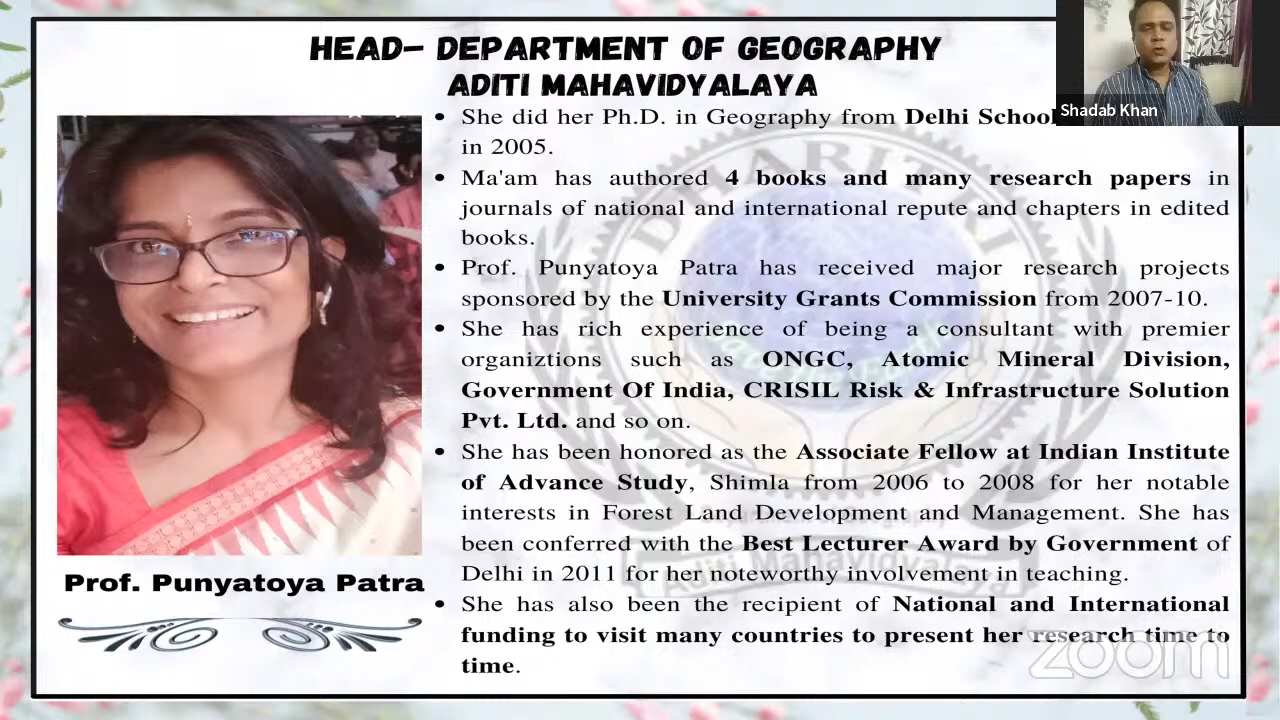 HEAD– DEPARTMENT OF GEOGRAPHY
ADITI MAHAVIDYALAYA
Shadab Khan
• She did her Ph.D. in Geography from Delhi School
in 2005.
• Ma'am has authored 4 books and many research papers in
journals of national and international repute and chapters in edited
books.
• Prof. Punyatoya Patra has received major research projects
sponsored by the University Grants Commission from 2007-10.
• She has rich experience of being a consultant with premier
organiztions such as ONGC, Atomic Mineral Division,
Government Of India, CRISIL Risk & Infrastructure Solution
Pvt. Ltd. and so on.
• She has been honored as the Associate Fellow at Indian Institute
of Advance Study, Shimla from 2006 to 2008 for her notable
interests in Forest Land Development and Management. She has
been conferred with the Best Lecturer Award by Government of
Delhi in 2011 for her noteworthy involvement in teaching.
• She has also been the recipient of National and International
funding to visit many countries to present her research time to
time.
Prof. Punyatoya Patra
DHARITRI
Aditi Mahavidyalaya
zoom